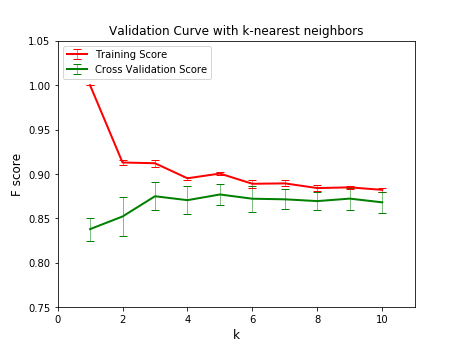 Validation Curve with k-nearest neighbors
1.05
1.00
0.95
0.90
0.85
0.80
0.75
F score
Training Score
Cross Validation Score
0 2 4 6 8 10
k